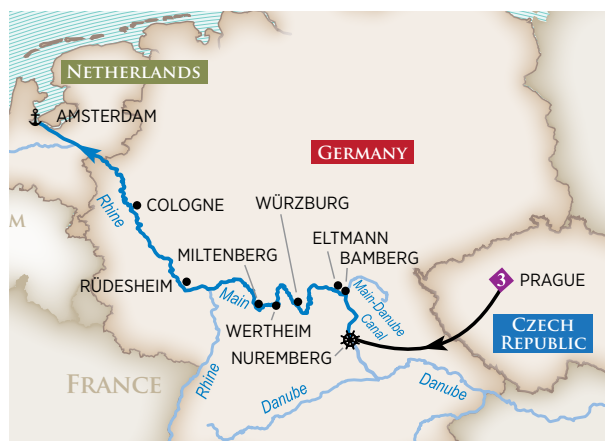 NETHERLANDS
AMSTERDAM
GERMANY
Rhine
COLOGNE
WÜRZBURG
M
MILTENBERG
ELTMANN
BAMBERG
RÜDESHEIM
Main
Main-Danube
Canal
3
PRAGUE
WERTHEIM
NUREMBERG
CZECH
REPUBLIC
FRANCE
Rhine
Danube
Danube